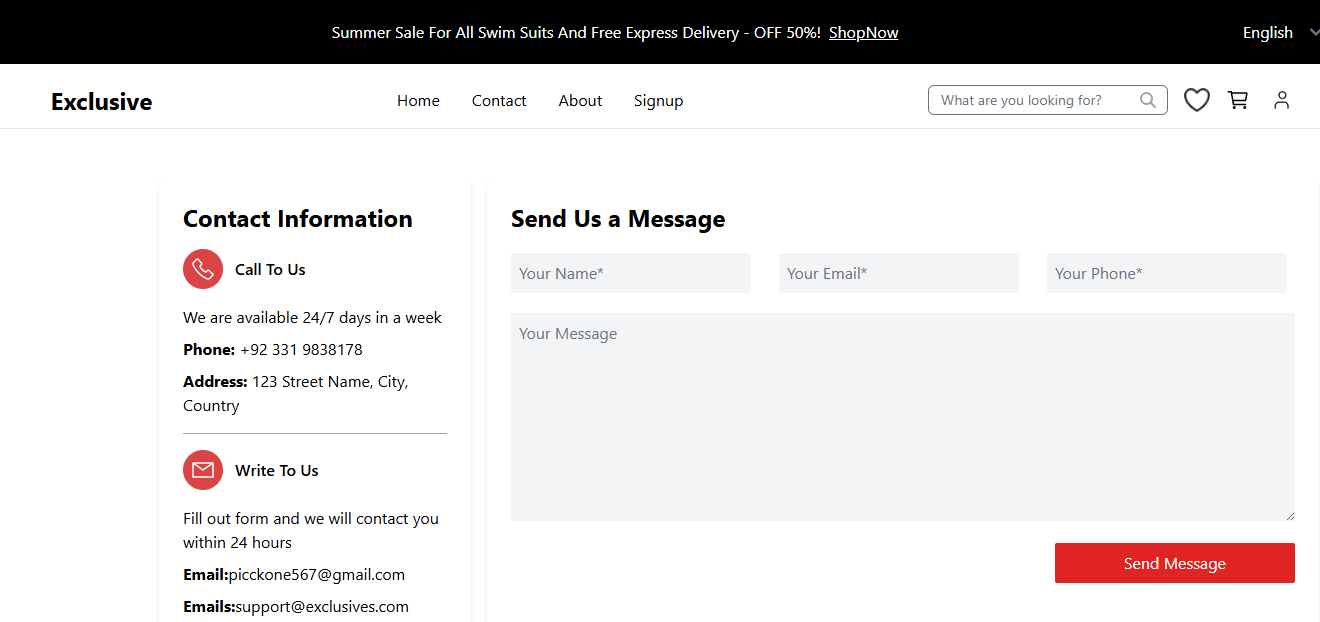 Summer Sale For All Swim Suits And Free Express Delivery - OFF 50%! ShopNow
English
Exclusive
Home
Contact
About
Signup
What are you looking for?
Contact Information
Call To Us
We are available 24/7 days in a week
Phone: +92 331 9838178
Address: 123 Street Name, City,
Country
Write To Us
Fill out form and we will contact you
within 24 hours
Email:picckone567@gmail.com
Emails:support@exclusives.com
Send Us a Message
Your Name*
Your Email*
Your Phone*
Your Message
Send Message